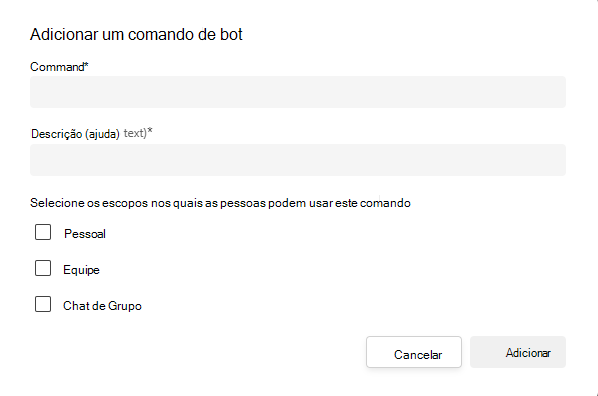 Adicionar um comando de bot
Command*
Descrição (ajuda) text)*
Selecione os escopos nos quais as pessoas podem usar este comando
Pessoal
Equipe
Chat de Grupo
Cancelar Adicionar